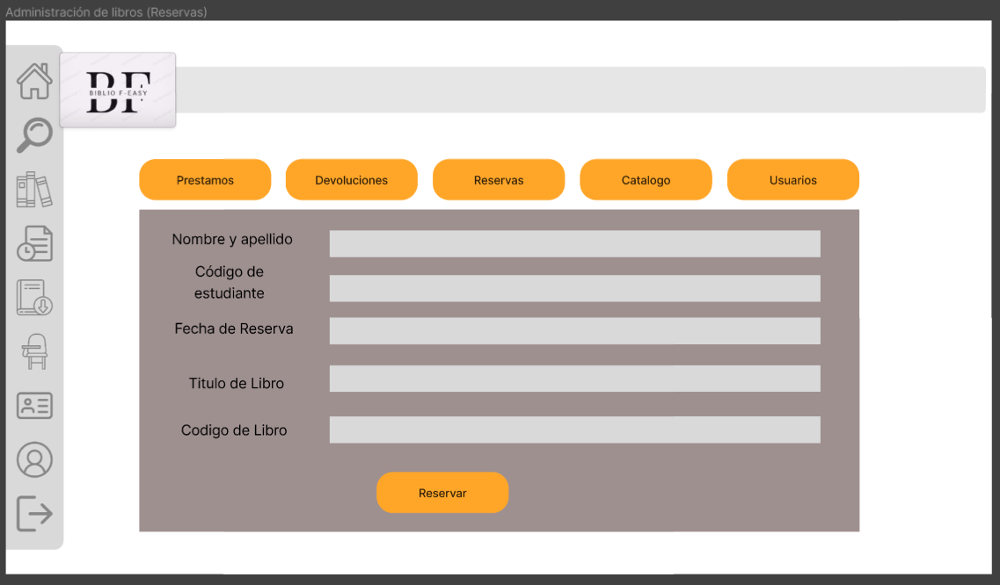 Administración de libros (Reservas)
BF
BIBLIO F-EASY
Prestamos
Devoluciones
Reservas
Catalogo
Usuarios
Nombre y apellido
Código de
estudiante
Fecha de Reserva
Titulo de Libro
Codigo de Libro
Reservar